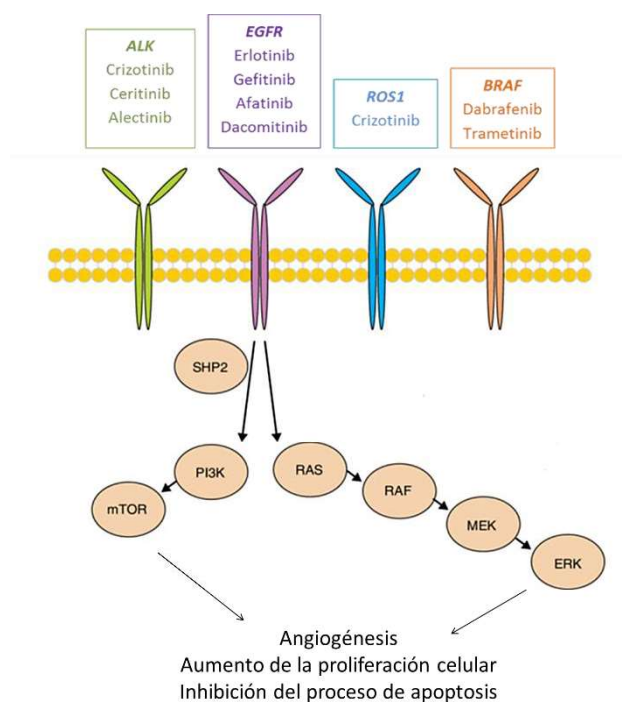 ALK
Crizotinib
Ceritinib
Alectinib
EGFR
Erlotinib
Gefitinib
Afatinib
Dacomitinib
ROS1
Crizotinib
BRAF
Dabrafenib
Trametinib
SHP2
PI3K
mTOR
RAS
RAF
MEK
ERK
Angiogénesis
Aumento de la proliferación celular
Inhibición del proceso de apoptosis